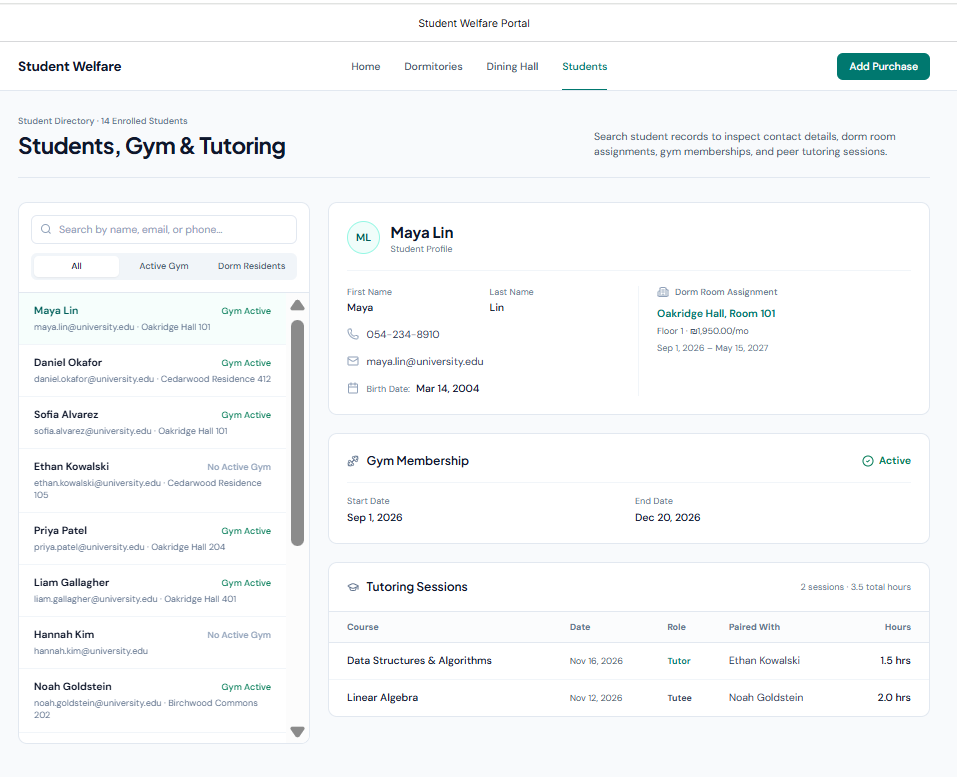 Student Welfare Portal
Student Welfare
Home
Dormitories
Dining Hall
Students
Add Purchase
Student Directory · 14 Enrolled Students
Students, Gym & Tutoring
Search student records to inspect contact details, dorm room
assignments, gym memberships, and peer tutoring sessions.
Search by name, email, or phone...
All
Active Gym
Dorm Residents
Maya Lin
Gym Active
maya.lin@university.edu · Oakridge Hall 101
Daniel Okafor
Gym Active
daniel.okafor@university.edu · Cedarwood Residence 412
Sofia Alvarez
Gym Active
sofia.alvarez@university.edu · Oakridge Hall 101
Ethan Kowalski
No Active Gym
ethan.kowalski@university.edu · Cedarwood Residence
105
Priya Patel
Gym Active
priya.patel@university.edu · Oakridge Hall 204
Liam Gallagher
Gym Active
liam.gallagher@university.edu · Oakridge Hall 401
Hannah Kim
No Active Gym
hannah.kim@university.edu
Noah Goldstein
Gym Active
noah.goldstein@university.edu · Birchwood Commons
202
ML
Maya Lin
Student Profile
First Name
Maya
Last Name
Lin
054-234-8910
maya.lin@university.edu
Birth Date: Mar 14, 2004
Dorm Room Assignment
Oakridge Hall, Room 101
Floor 1 · ₪1,950.00/mo
Sep 1, 2026 – May 15, 2027
Gym Membership
Active
Start Date
Sep 1, 2026
End Date
Dec 20, 2026
Tutoring Sessions
2 sessions · 3.5 total hours
Course Date Role Paired With Hours
Data Structures & Algorithms Nov 16, 2026 Tutor Ethan Kowalski 1.5 hrs
Linear Algebra Nov 12, 2026 Tutee Noah Goldstein 2.0 hrs